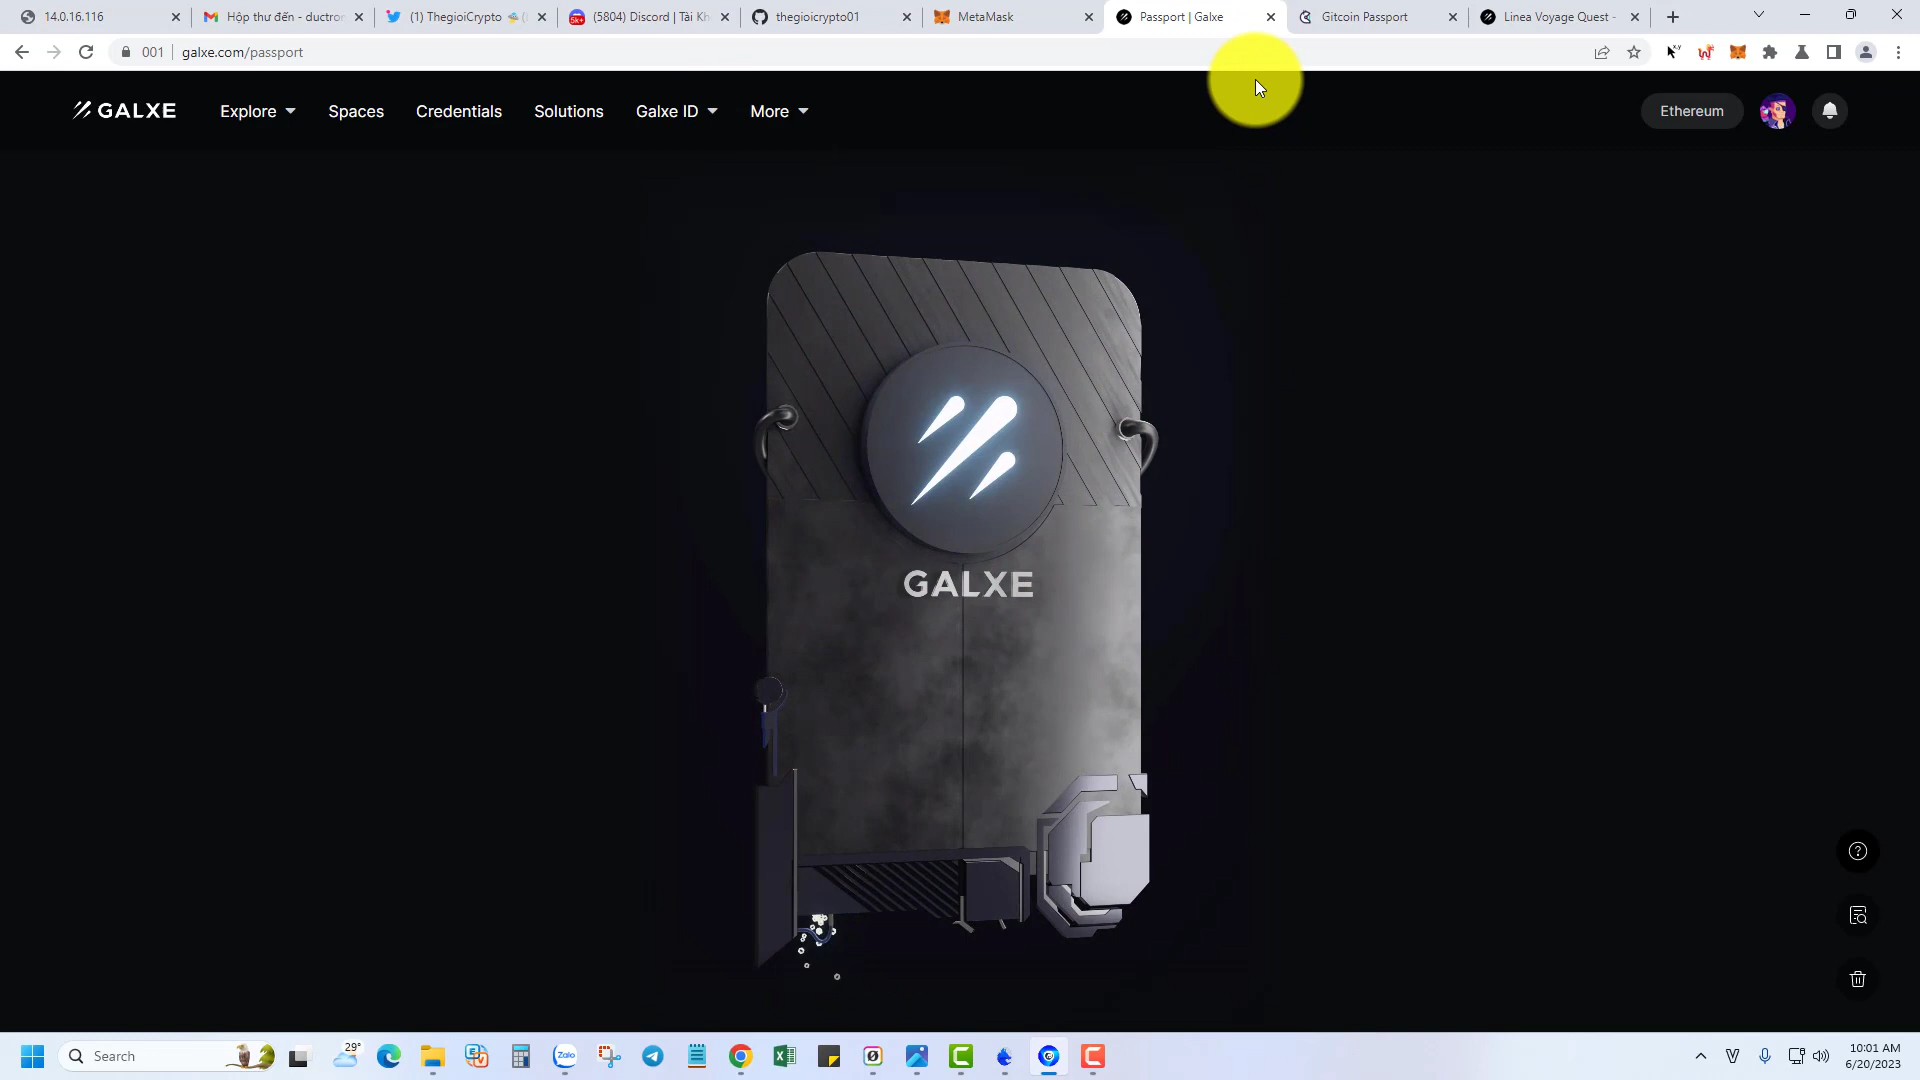 14.0.16.116
Hộp thư đến - ductron
(1) ThegioiCrypto
(5804) Discord | Tài Kh
thegioicrypto01
MetaMask
Passport | Galxe
Gitcoin Passport
Linea Voyage Quest -
001
galxe.com/passport
GALXE
Explore
Spaces
Credentials
Solutions
Galxe ID
More
Ethereum
GALXE
Search
29°
Zalo
10:01 AM
6/20/2023